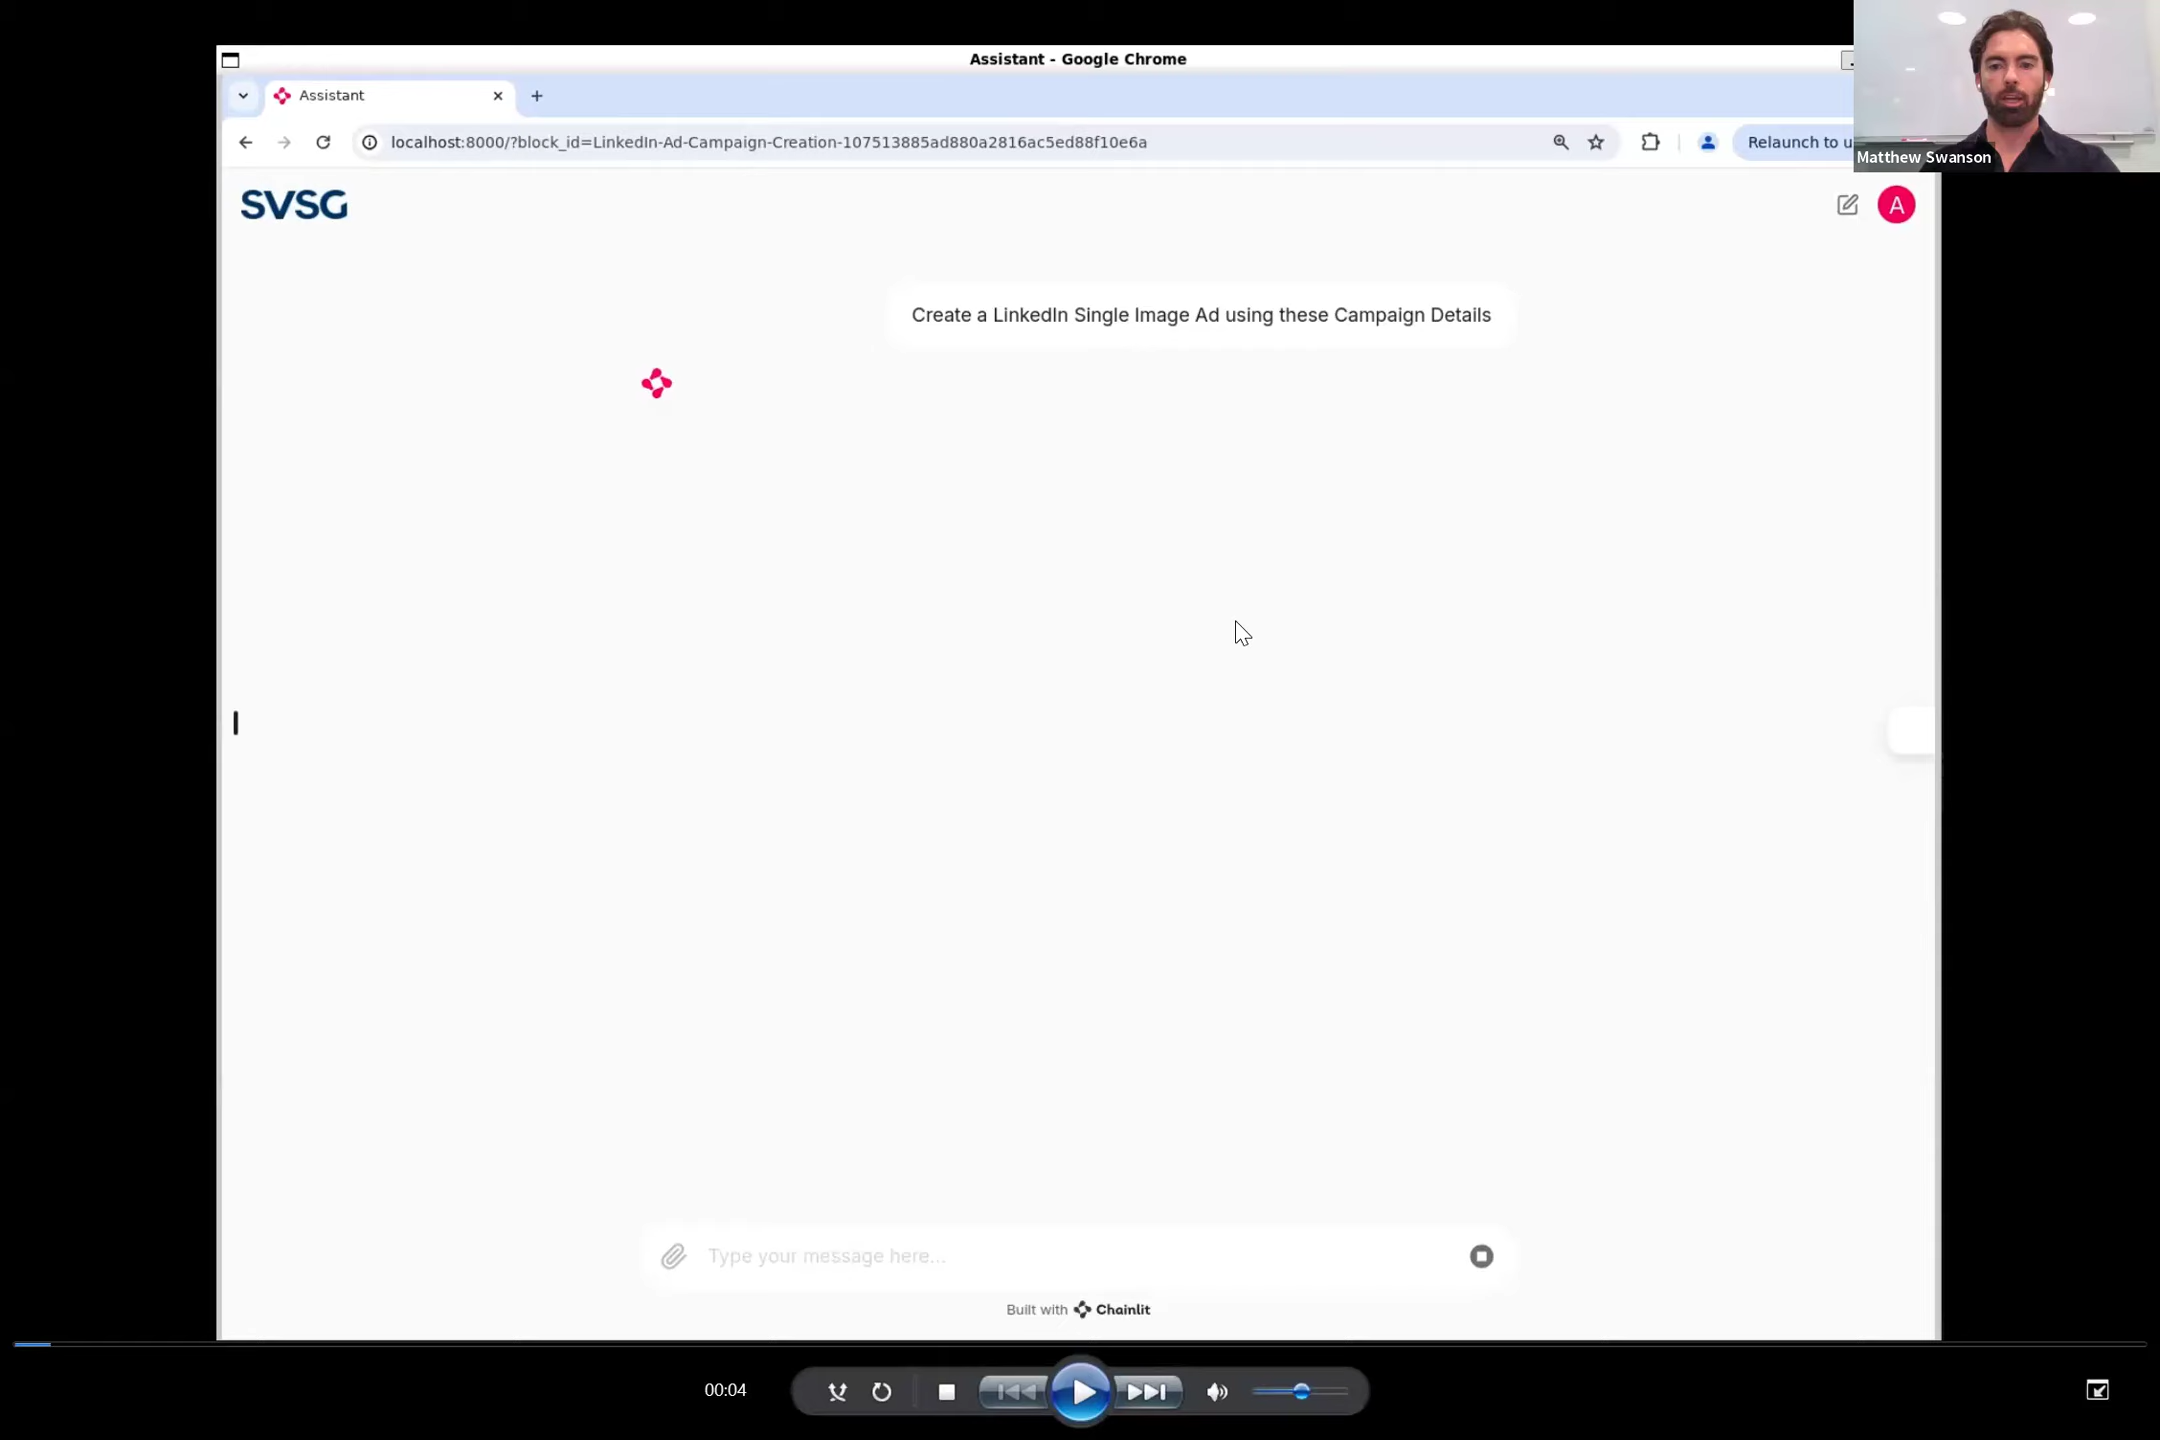 Assistant - Google Chrome
Assistant
localhost:8000/?block_id=LinkedIn-Ad-Campaign-Creation-107513885ad880a2816ac5ed88f10e6a
Relaunch to u
Matthew Swanson
SVSG
A
Create a LinkedIn Single Image Ad using these Campaign Details
Type your message here...
Built with Chainlit
00:04